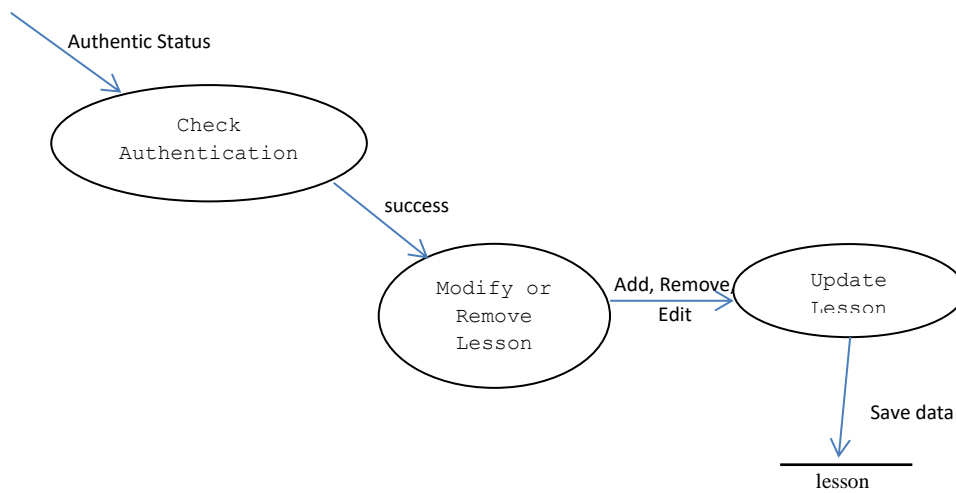 Authentic Status
Check
Authentication
success
Modify or
Remove
Lesson
Add, Remove,
Edit
Update
Lesson
Save data
lesson